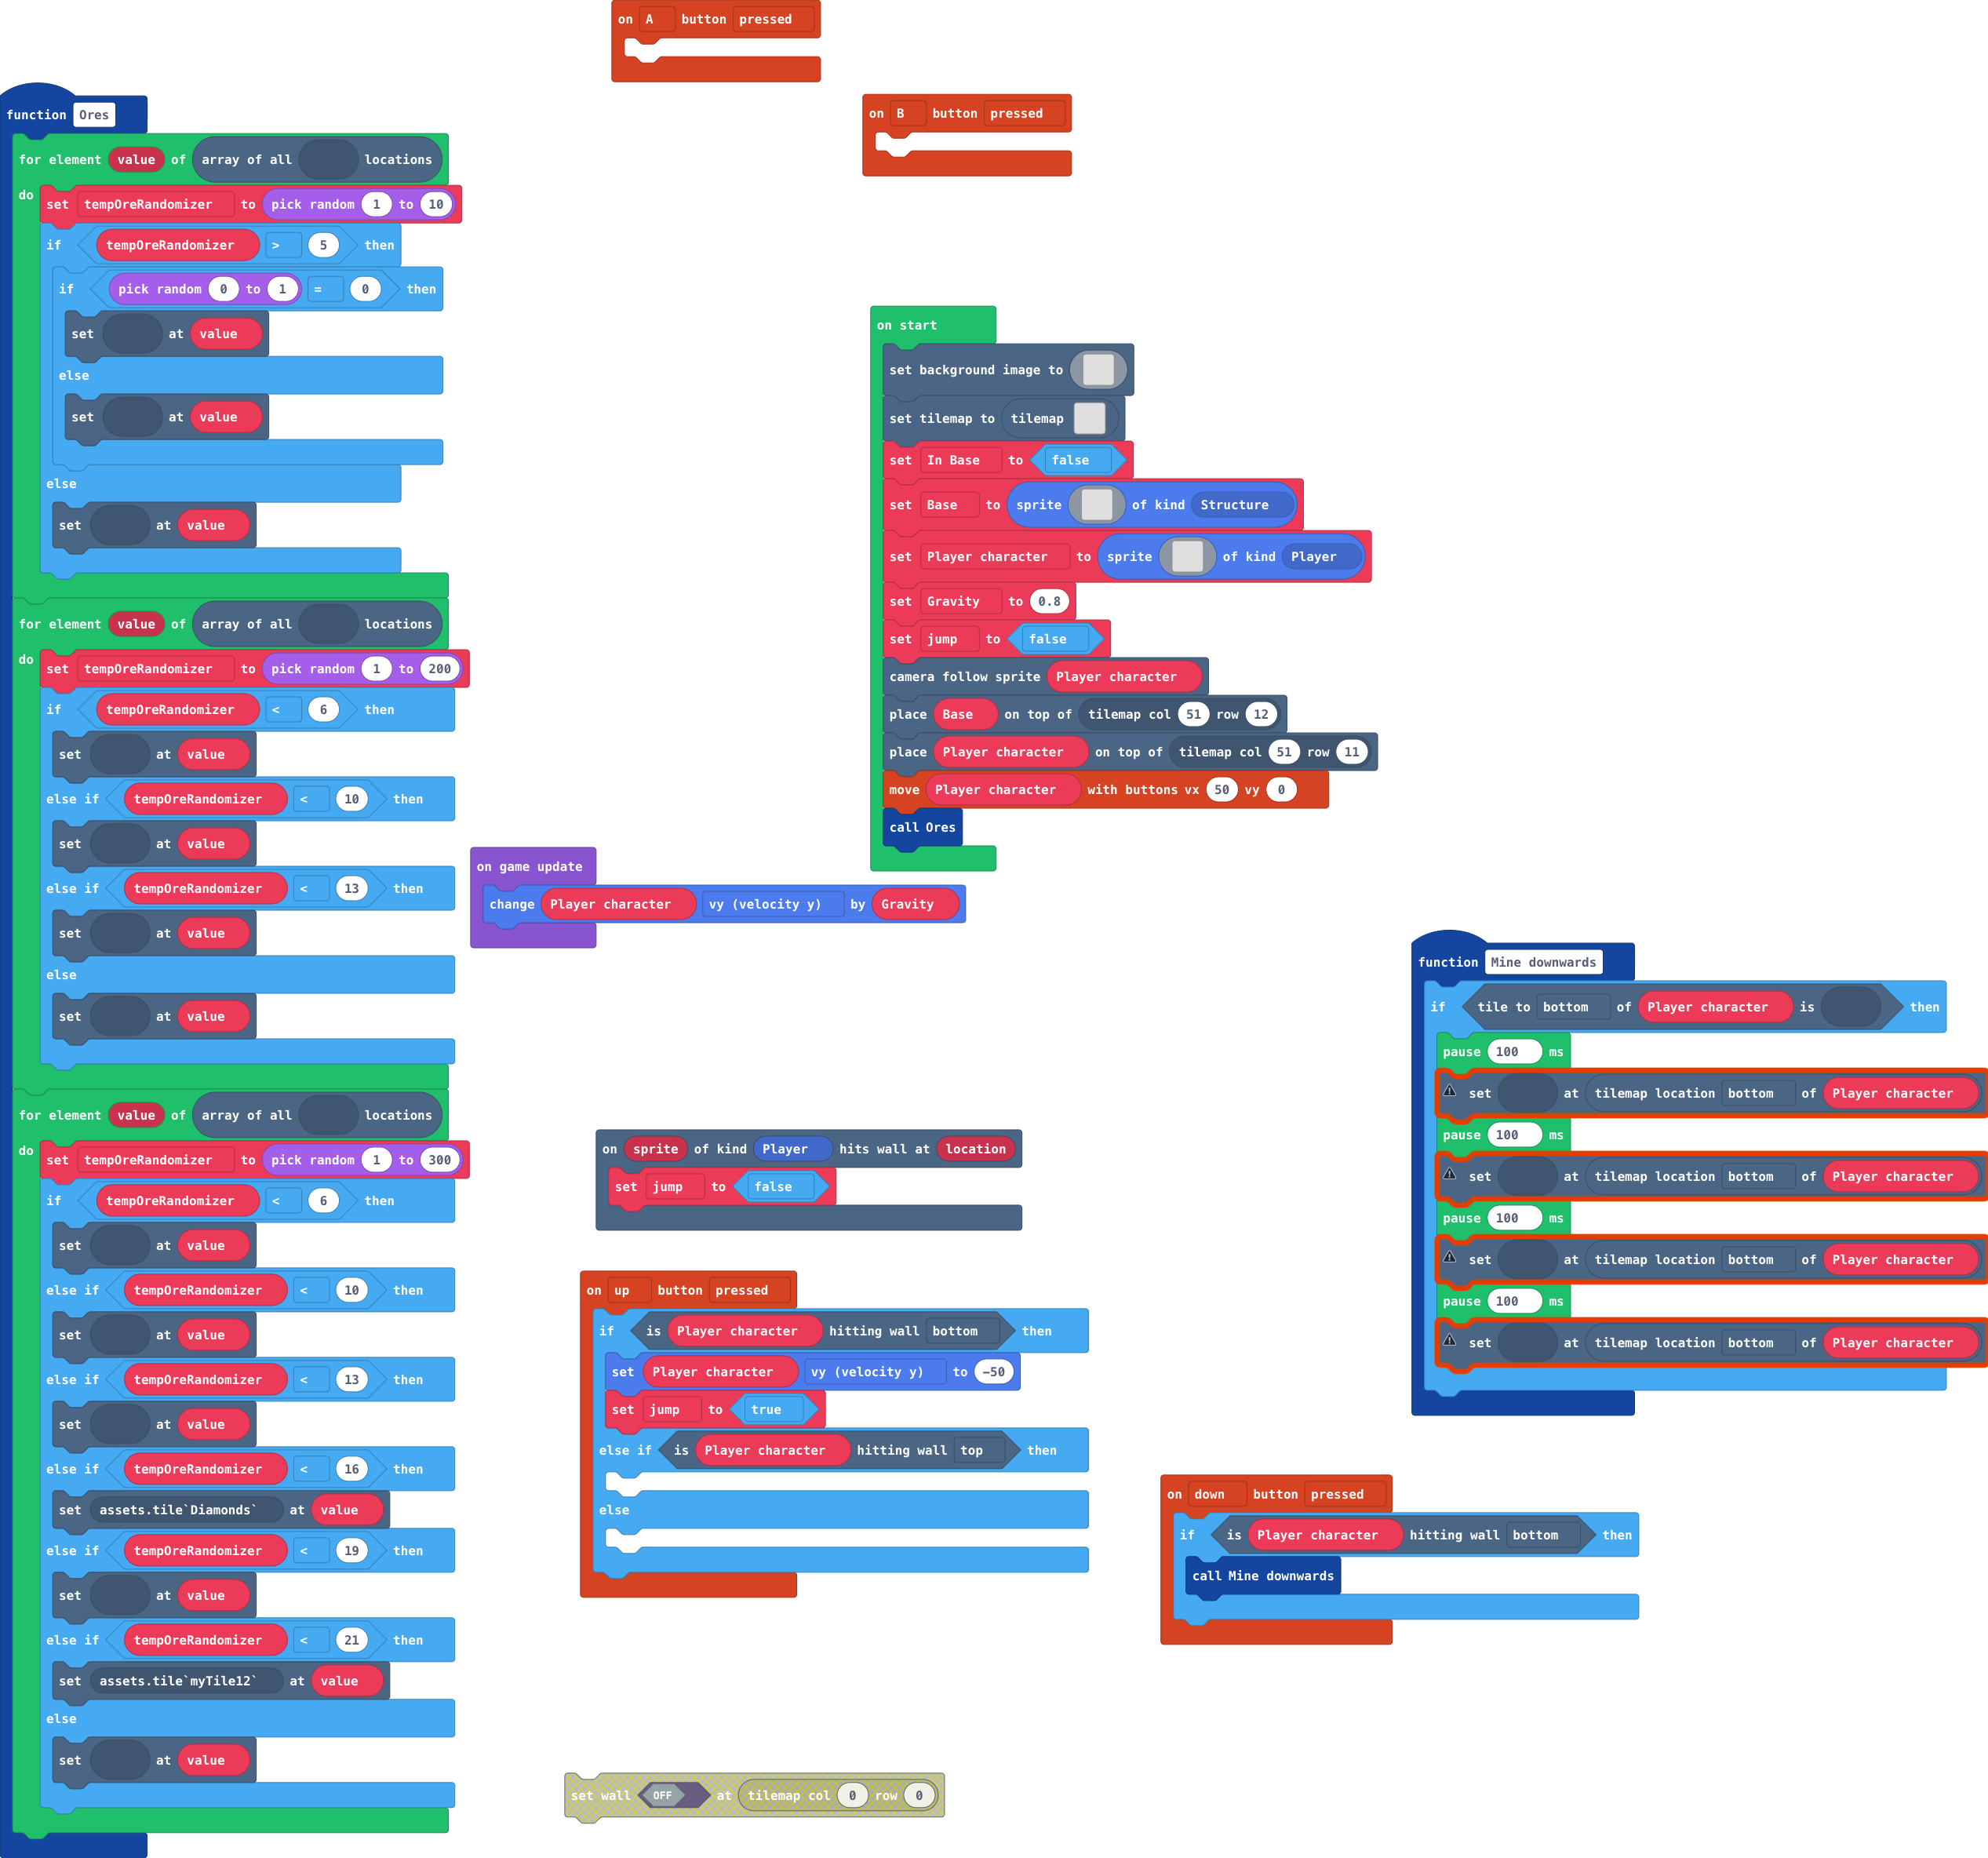 on A button pressed
on B button pressed
function Ores
for element value of array of all locations
do
set tempOreRandomizer to pick random 1 to 10
if tempOreRandomizer > 5 then
if pick random 0 to 1 = 0 then
set at value
else
set at value
else
set at value
for element value of array of all locations
do
set tempOreRandomizer to pick random 1 to 200
if tempOreRandomizer < 6 then
set at value
else if tempOreRandomizer < 10 then
set at value
else if tempOreRandomizer < 13 then
set at value
else
set at value
for element value of array of all locations
do
set tempOreRandomizer to pick random 1 to 300
if tempOreRandomizer < 6 then
set at value
else if tempOreRandomizer < 10 then
set at value
else if tempOreRandomizer < 13 then
set at value
else if tempOreRandomizer < 16 then
set assets.tile`Diamonds` at value
else if tempOreRandomizer < 19 then
set at value
else if tempOreRandomizer < 21 then
set assets.tile`myTile12` at value
else
set at value
on start
set background image to
set tilemap to tilemap
set In Base to false
set Base to sprite of kind Structure
set Player character to sprite of kind Player
set Gravity to 0.8
set jump to false
camera follow sprite Player character
place Base on top of tilemap col 51 row 12
place Player character on top of tilemap col 51 row 11
move Player character with buttons vx 50 vy 0
call Ores
on game update
change Player character vy (velocity y) by Gravity
function Mine downwards
if tile to bottom of Player character is then
pause 100 ms
set at tilemap location bottom of Player character
pause 100 ms
set at tilemap location bottom of Player character
pause 100 ms
set at tilemap location bottom of Player character
pause 100 ms
set at tilemap location bottom of Player character
on sprite of kind Player hits wall at location
set jump to false
on up button pressed
if is Player character hitting wall bottom then
set Player character vy (velocity y) to -50
set jump to true
else if is Player character hitting wall top then
else
on down button pressed
if is Player character hitting wall bottom then
call Mine downwards
set wall OFF at tilemap col 0 row 0